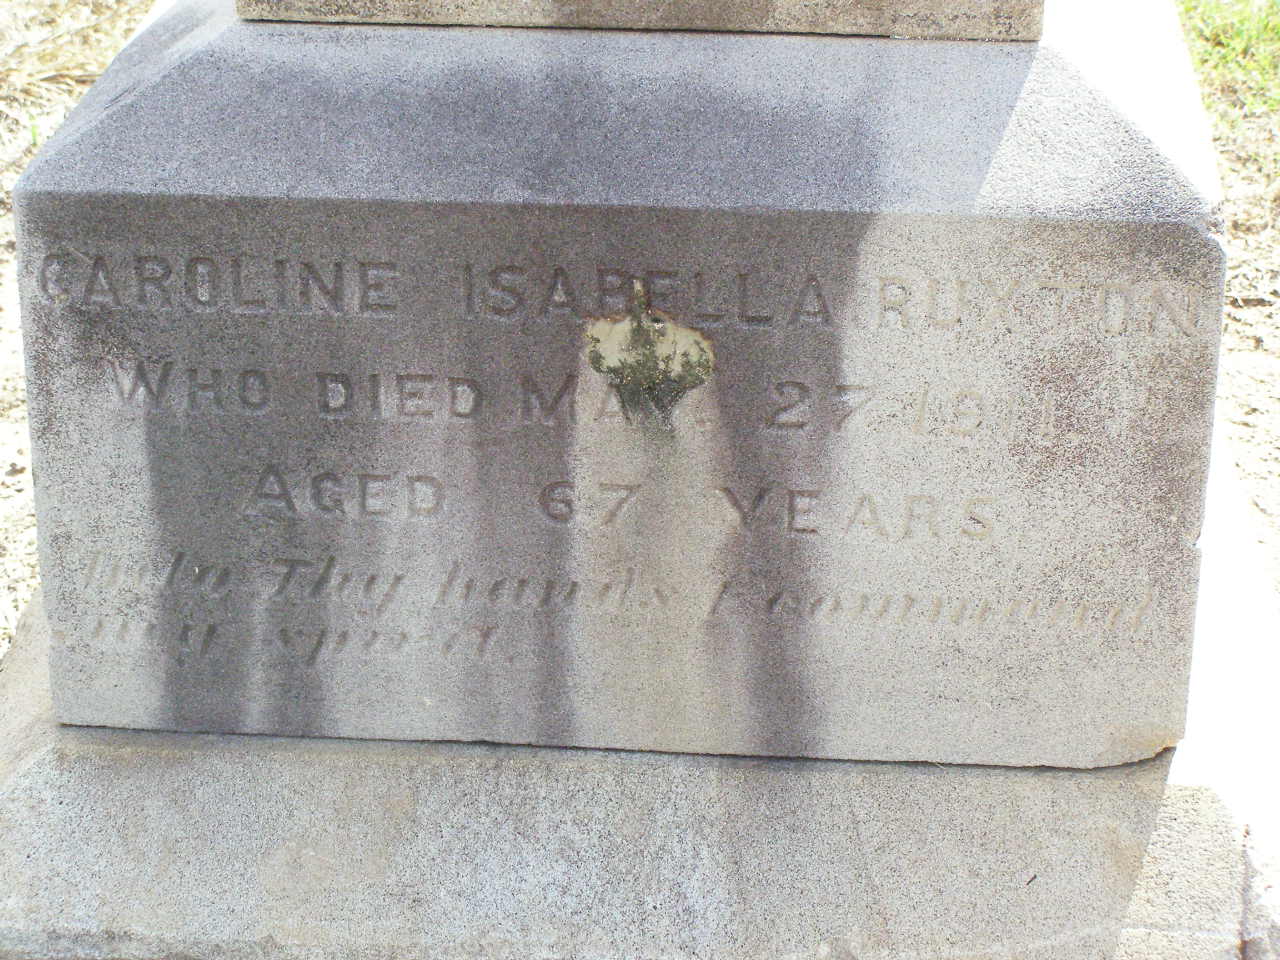 CAROLINE ISABELLA RUXTON
WHO DIED MAY. 27 1911.
AGED 67 YEARS
Into Thy hands I commend
my spirit.